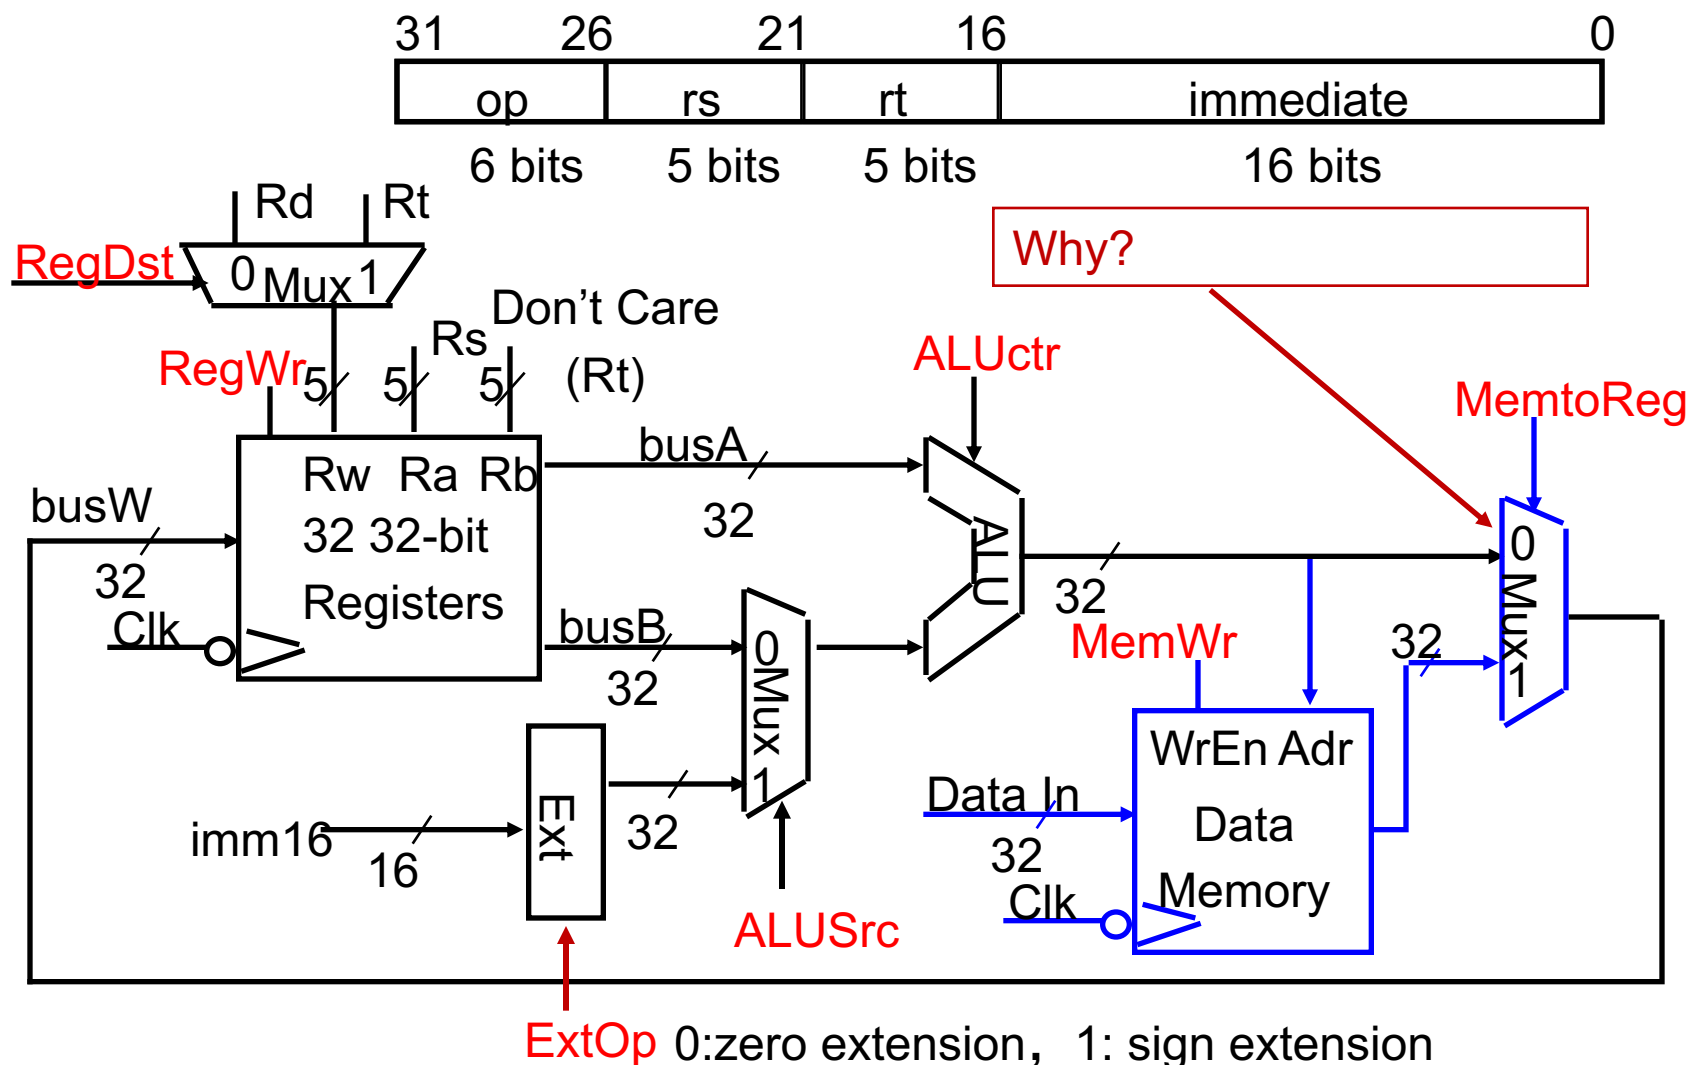 31 26 21 16 0
op rs rt immediate
6 bits 5 bits 5 bits 16 bits
Rd Rt
Why?
RegDst
0 Mux 1
Don't Care
(Rt)
Rs
RegWr
5 5 5
ALUctr
MemtoReg
busW
32
Rw Ra Rb
32 32-bit
Registers
Clk
busA
32
busB
32
0
Mux
1
ALU
32
MemWr
0
Mux
1
32
WrEn Adr
Data
Memory
Data In
32
Clk
imm16
16
Ext
32
ALUSrc
ExtOp 0:zero extension，1: sign extension